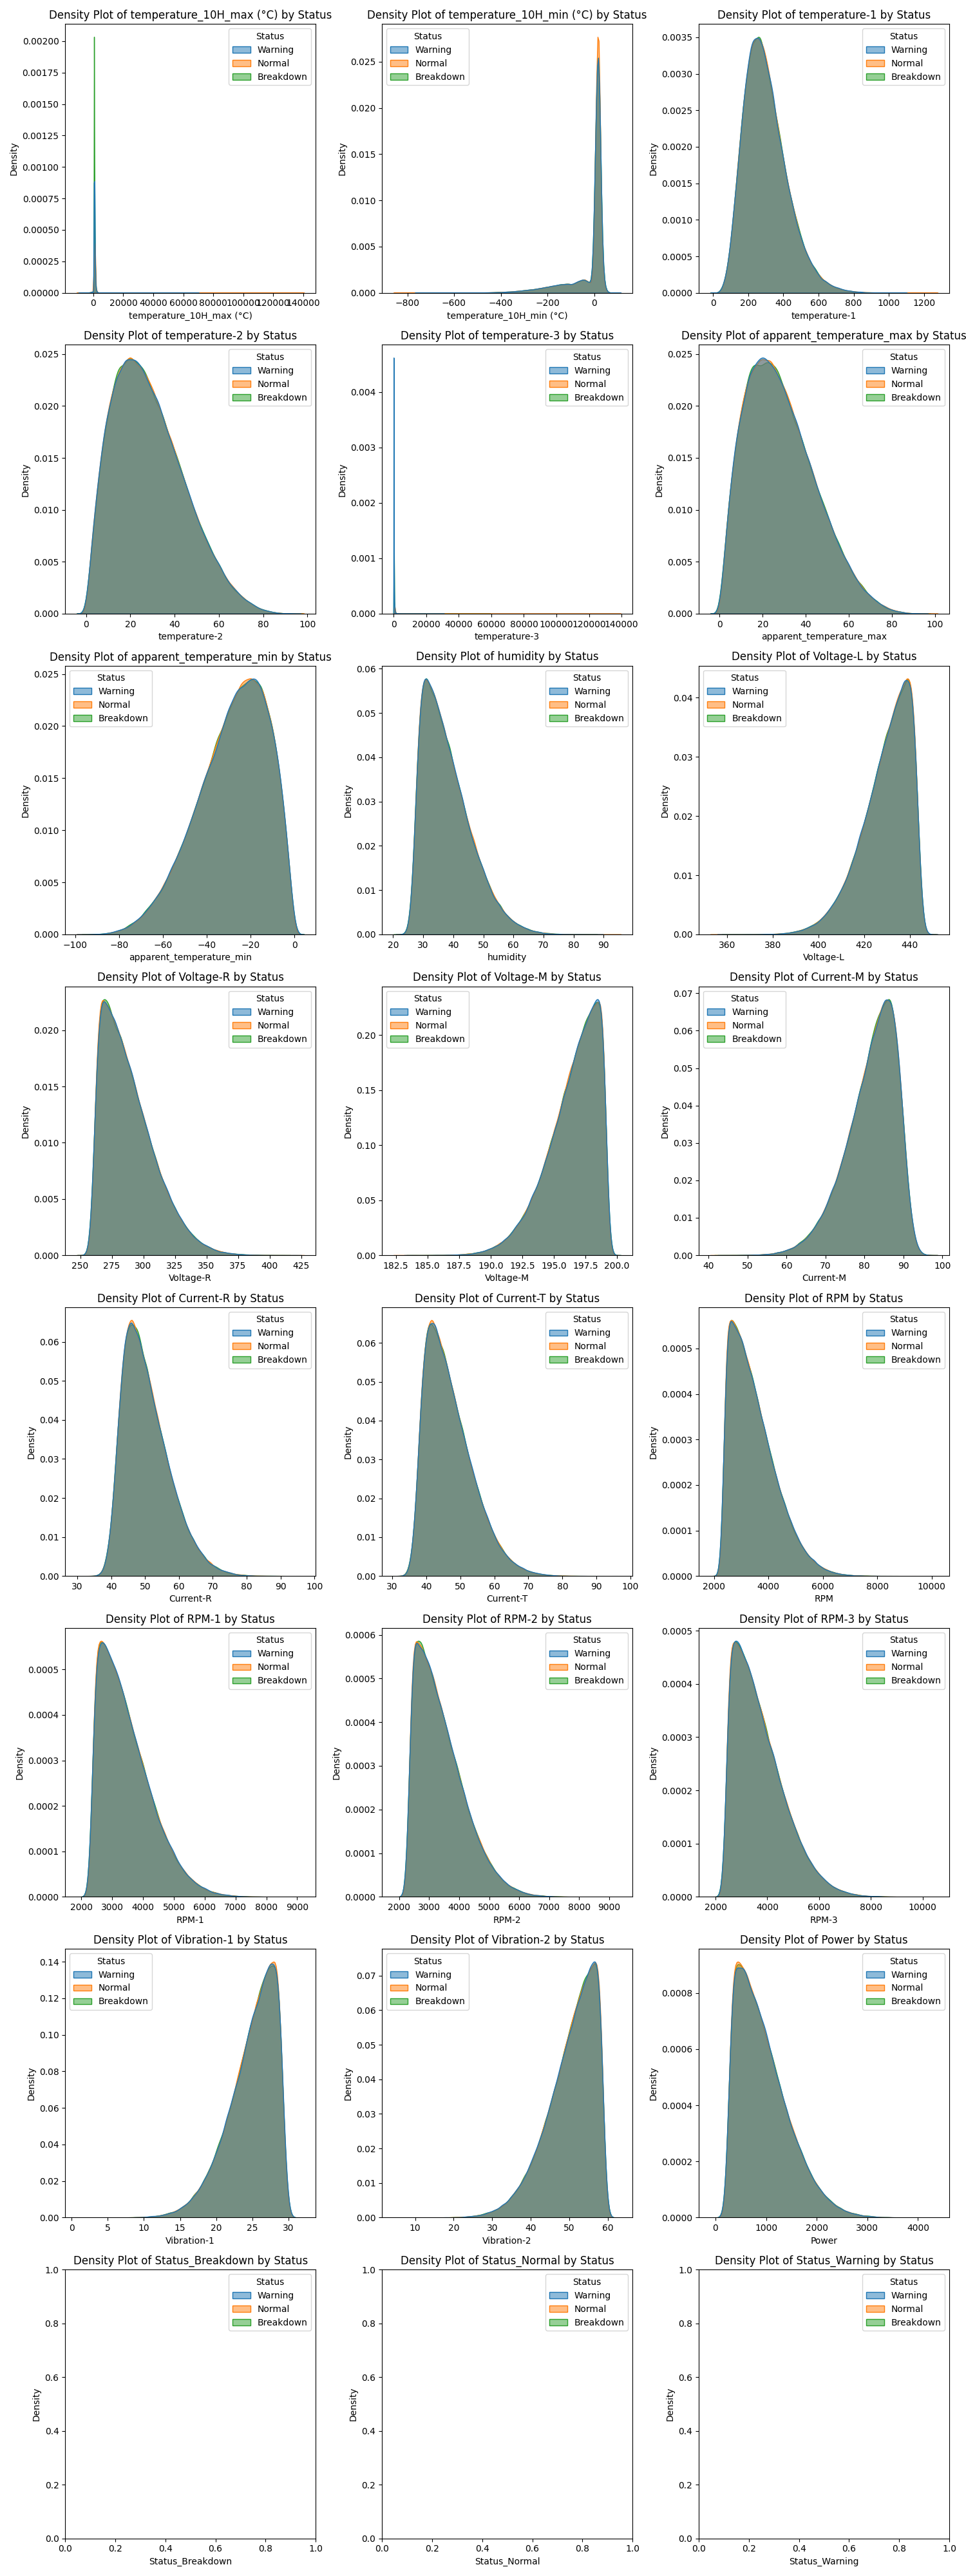 Density Plot of temperature_10H_max (°C) by Status
Status
Warning
Normal
Breakdown
0.00200
0.00175
0.00150
0.00125
0.00100
0.00075
0.00050
0.00025
0.00000
Density
0 20000 40000 60000 80000 100000 120000 140000
temperature_10H_max (°C)
Density Plot of temperature_10H_min (°C) by Status
Status
Warning
Normal
Breakdown
0.025
0.020
0.015
0.010
0.005
0.000
Density
−800 −600 −400 −200 0
temperature_10H_min (°C)
Density Plot of temperature-1 by Status
Status
Warning
Normal
Breakdown
0.0035
0.0030
0.0025
0.0020
0.0015
0.0010
0.0005
0.0000
Density
0 200 400 600 800 1000 1200
temperature-1
Density Plot of temperature-2 by Status
Status
Warning
Normal
Breakdown
0.025
0.020
0.015
0.010
0.005
0.000
Density
0 20 40 60 80 100
temperature-2
Density Plot of temperature-3 by Status
Status
Warning
Normal
Breakdown
0.004
0.003
0.002
0.001
0.000
Density
0 20000 40000 60000 80000 100000 120000 140000
temperature-3
Density Plot of apparent_temperature_max by Status
Status
Warning
Normal
Breakdown
0.025
0.020
0.015
0.010
0.005
0.000
Density
0 20 40 60 80 100
apparent_temperature_max
Density Plot of apparent_temperature_min by Status
Status
Warning
Normal
Breakdown
0.025
0.020
0.015
0.010
0.005
0.000
Density
−100 −80 −60 −40 −20 0
apparent_temperature_min
Density Plot of humidity by Status
Status
Warning
Normal
Breakdown
0.06
0.05
0.04
0.03
0.02
0.01
0.00
Density
20 30 40 50 60 70 80 90
humidity
Density Plot of Voltage-L by Status
Status
Warning
Normal
Breakdown
0.04
0.03
0.02
0.01
0.00
Density
360 380 400 420 440
Voltage-L
Density Plot of Voltage-R by Status
Status
Warning
Normal
Breakdown
0.020
0.015
0.010
0.005
0.000
Density
250 275 300 325 350 375 400 425
Voltage-R
Density Plot of Voltage-M by Status
Status
Warning
Normal
Breakdown
0.20
0.15
0.10
0.05
0.00
Density
182.5 185.0 187.5 190.0 192.5 195.0 197.5 200.0
Voltage-M
Density Plot of Current-M by Status
Status
Warning
Normal
Breakdown
0.07
0.06
0.05
0.04
0.03
0.02
0.01
0.00
Density
40 50 60 70 80 90 100
Current-M
Density Plot of Current-R by Status
Status
Warning
Normal
Breakdown
0.06
0.05
0.04
0.03
0.02
0.01
0.00
Density
30 40 50 60 70 80 90 100
Current-R
Density Plot of Current-T by Status
Status
Warning
Normal
Breakdown
0.06
0.05
0.04
0.03
0.02
0.01
0.00
Density
30 40 50 60 70 80 90 100
Current-T
Density Plot of RPM by Status
Status
Warning
Normal
Breakdown
0.0005
0.0004
0.0003
0.0002
0.0001
0.0000
Density
2000 4000 6000 8000 10000
RPM
Density Plot of RPM-1 by Status
Status
Warning
Normal
Breakdown
0.0005
0.0004
0.0003
0.0002
0.0001
0.0000
Density
2000 3000 4000 5000 6000 7000 8000 9000
RPM-1
Density Plot of RPM-2 by Status
Status
Warning
Normal
Breakdown
0.0006
0.0005
0.0004
0.0003
0.0002
0.0001
0.0000
Density
2000 3000 4000 5000 6000 7000 8000 9000
RPM-2
Density Plot of RPM-3 by Status
Status
Warning
Normal
Breakdown
0.0005
0.0004
0.0003
0.0002
0.0001
0.0000
Density
2000 4000 6000 8000 10000
RPM-3
Density Plot of Vibration-1 by Status
Status
Warning
Normal
Breakdown
0.14
0.12
0.10
0.08
0.06
0.04
0.02
0.00
Density
0 5 10 15 20 25 30
Vibration-1
Density Plot of Vibration-2 by Status
Status
Warning
Normal
Breakdown
0.07
0.06
0.05
0.04
0.03
0.02
0.01
0.00
Density
10 20 30 40 50 60
Vibration-2
Density Plot of Power by Status
Status
Warning
Normal
Breakdown
0.0008
0.0006
0.0004
0.0002
0.0000
Density
0 1000 2000 3000 4000
Power
Density Plot of Status_Breakdown by Status
Status
Warning
Normal
Breakdown
1.0
0.8
0.6
0.4
0.2
0.0
Density
0.0 0.2 0.4 0.6 0.8 1.0
Status_Breakdown
Density Plot of Status_Normal by Status
Status
Warning
Normal
Breakdown
1.0
0.8
0.6
0.4
0.2
0.0
Density
0.0 0.2 0.4 0.6 0.8 1.0
Status_Normal
Density Plot of Status_Warning by Status
Status
Warning
Normal
Breakdown
1.0
0.8
0.6
0.4
0.2
0.0
Density
0.0 0.2 0.4 0.6 0.8 1.0
Status_Warning